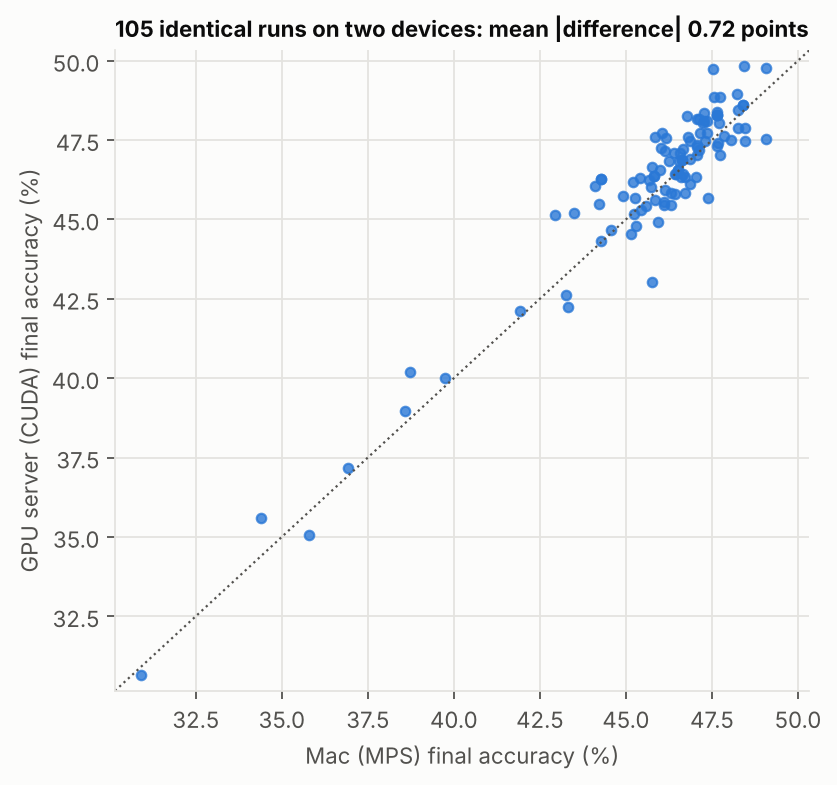 105 identical runs on two devices: mean |difference| 0.72 points
GPU server (CUDA) final accuracy (%)
50.0
47.5
45.0
42.5
40.0
37.5
35.0
32.5
32.5 35.0 37.5 40.0 42.5 45.0 47.5 50.0
Mac (MPS) final accuracy (%)